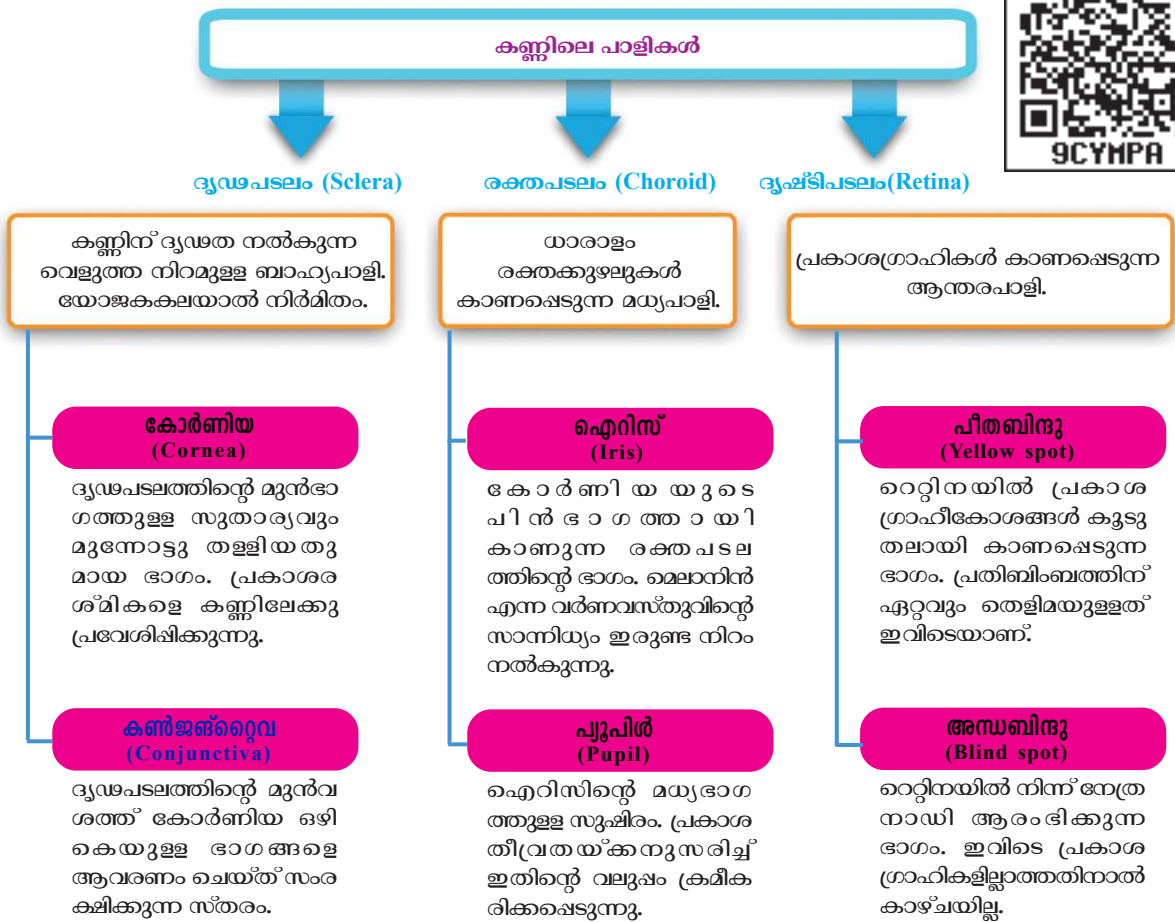 കണ്ണിലെ പാളികൾ
9CYMPA
ദൃഢപടലം (Sclera)
കണ്ണിന് ദൃഢത നൽകുന്ന
വെളുത്ത നിറമുള്ള ബാഹ്യപാളി.
യോജകകലയാൽ നിർമിതം.
കോർണിയ
(Cornea)
ദൃഢപടലത്തിന്റെ മുൻഭാ
ഗത്തുള്ള സുതാര്യവും
മുന്നോട്ടു തള്ളിയതു
മായ ഭാഗം. പ്രകാശര
ശ്മികളെ കണ്ണിലേക്കു
പ്രവേശിപ്പിക്കുന്നു.
കൺജങ്റ്റൈവ
(Conjunctiva)
ദൃഢപടലത്തിന്റെ മുൻവ
ശത്ത് കോർണിയ ഒഴി
കെയുള്ള ഭാഗങ്ങളെ
ആവരണം ചെയ്ത് സംര
ക്ഷിക്കുന്ന സ്തരം.
രക്തപടലം (Choroid)
ധാരാളം
രക്തക്കുഴലുകൾ
കാണപ്പെടുന്ന മധ്യപാളി.
ഐറിസ്
(Iris)
കോർണിയയുടെ
പിൻഭാഗത്തായി
കാണുന്ന രക്തപടല
ത്തിന്റെ ഭാഗം. മെലാനിൻ
എന്ന വർണവസ്തുവിന്റെ
സാന്നിധ്യം ഇരുണ്ട നിറം
നൽകുന്നു.
പ്യൂപിൾ
(Pupil)
ഐറിസിന്റെ മധ്യഭാഗ
ത്തുള്ള സുഷിരം. പ്രകാശ
തീവ്രതയ്ക്കനുസരിച്ച്
ഇതിന്റെ വലുപ്പം ക്രമീക
രിക്കപ്പെടുന്നു.
ദൃഷ്ടിപടലം(Retina)
പ്രകാശഗ്രാഹികൾ കാണപ്പെടുന്ന
ആന്തരപാളി.
പീതബിന്ദു
(Yellow spot)
റെറ്റിനയിൽ പ്രകാശ
ഗ്രാഹീകോശങ്ങൾ കൂടു
തലായി കാണപ്പെടുന്ന
ഭാഗം. പ്രതിബിംബത്തിന്
ഏറ്റവും തെളിമയുള്ളത്
ഇവിടെയാണ്.
അന്ധബിന്ദു
(Blind spot)
റെറ്റിനയിൽ നിന്ന് നേത്ര
നാഡി ആരംഭിക്കുന്ന
ഭാഗം. ഇവിടെ പ്രകാശ
ഗ്രാഹികളില്ലാത്തതിനാൽ
കാഴ്ചയില്ല.